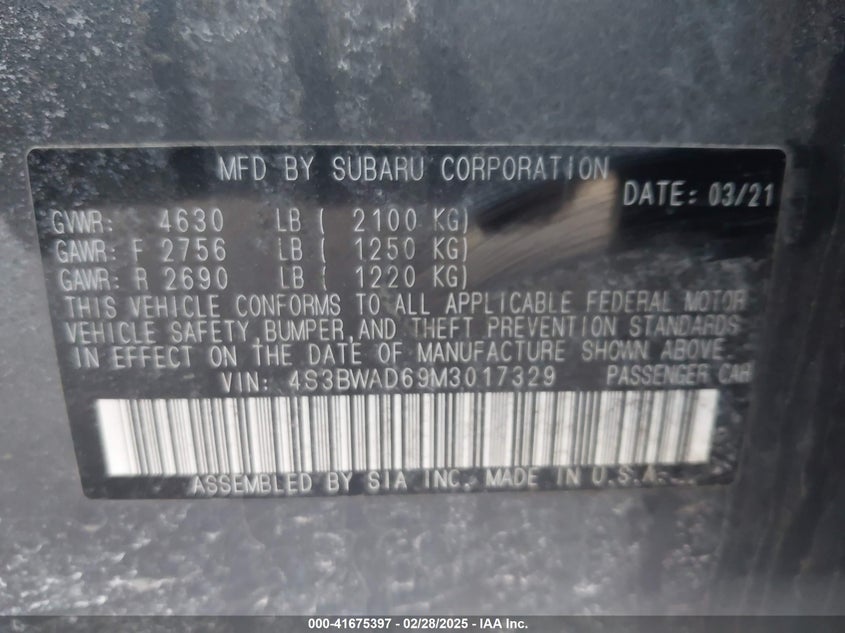 MFD BY SUBARU CORPORATION
DATE: 03/21
GVWR: 4630 LB ( 2100 KG)
GAWR: F 2756 LB ( 1250 KG)
GAWR: R 2690 LB ( 1220 KG)
THIS VEHICLE CONFORMS TO ALL APPLICABLE FEDERAL MOTOR
VEHICLE SAFETY, BUMPER, AND THEFT PREVENTION STANDARDS
IN EFFECT ON THE DATE OF MANUFACTURE SHOWN ABOVE.
VIN: 4S3BWAD69M3017329 PASSENGER CAR
ASSEMBLED BY SIA INC. MADE IN U.S.A.
000-41675397 - 02/28/2025 - IAA Inc.